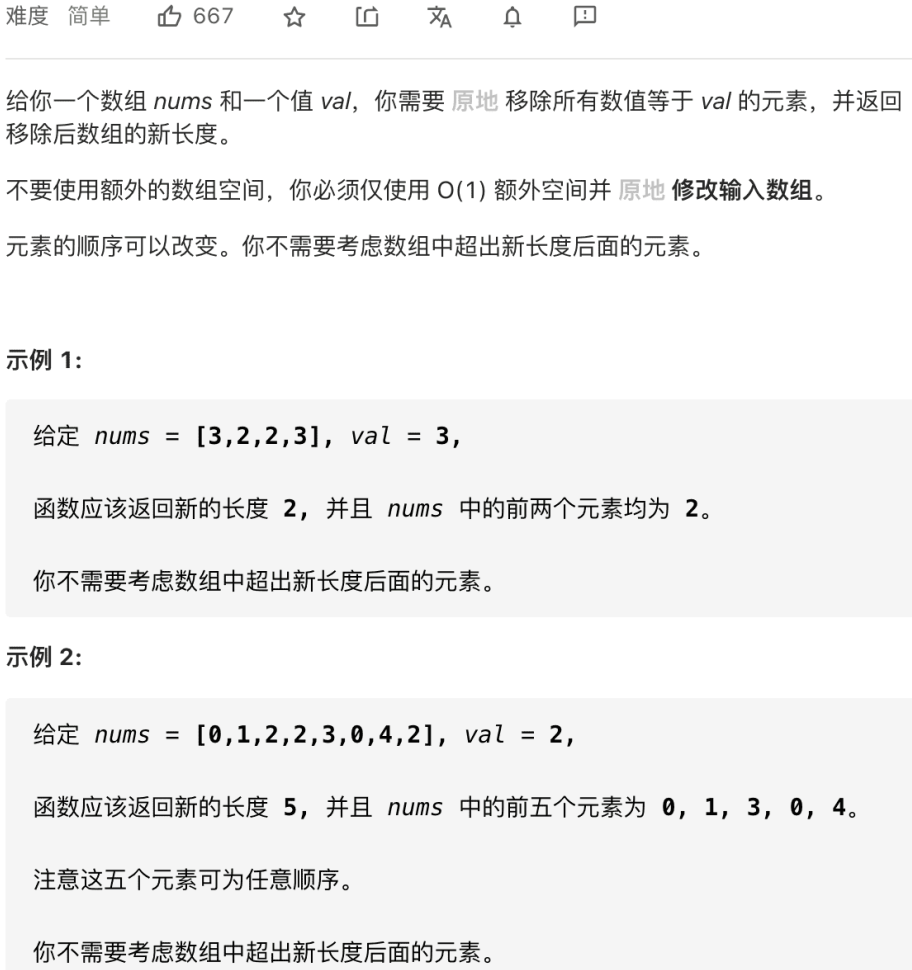 难度 简单 667
给你一个数组 nums 和一个值 val，你需要 原地 移除所有数值等于 val 的元素，并返回
移除后数组的新长度。
不要使用额外的数组空间，你必须仅使用 O(1) 额外空间并 原地 修改输入数组。
元素的顺序可以改变。你不需要考虑数组中超出新长度后面的元素。
示例 1:
给定 nums = [3,2,2,3], val = 3,
函数应该返回新的长度 2, 并且 nums 中的前两个元素均为 2。
你不需要考虑数组中超出新长度后面的元素。
示例 2:
给定 nums = [0,1,2,2,3,0,4,2], val = 2,
函数应该返回新的长度 5, 并且 nums 中的前五个元素为 0, 1, 3, 0, 4。
注意这五个元素可为任意顺序。
你不需要考虑数组中超出新长度后面的元素。